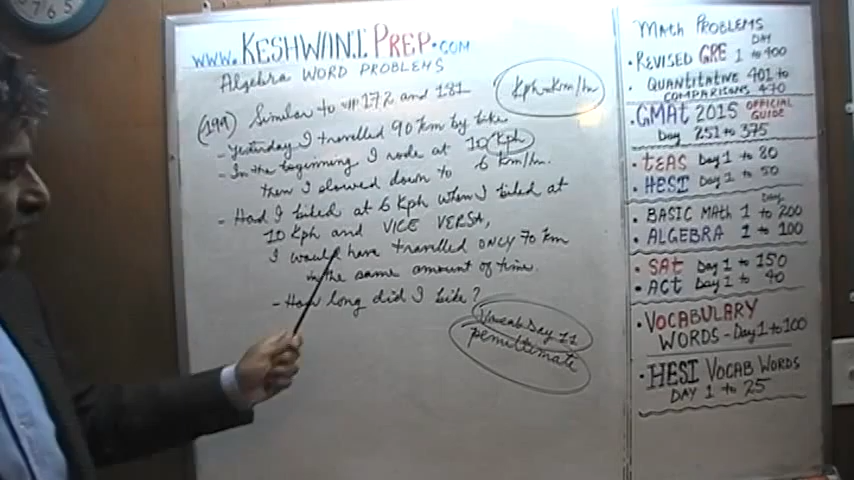 www.KESHWANIPREP.COM
Algebra WORD PROBLEMS
Kph = Km/hr
(199) Similar to ## 172 and 181
- Yesterday I travelled 90 km by bike
- In the beginning I rode at 10 Kph
then I slowed down to 6 Km/hr.
- Had I biked at 6 Kph when I biked at
10 Kph and VICE VERSA,
I would have travelled ONLY 70 Km
in the same amount of time.
- How long did I bike?
Vocab Day 11
penultimate
Math PROBLEMS
DAY
• REVISED GRE 1 to 400
• QUANTITATIVE 401 to
COMPARISONS 470
• GMAT 2015 OFFICIAL
GUIDE
Day 251 to 375
• TEAS Day 1 to 80
• HESI Day 1 to 50
Day
• BASIC Math 1 to 200
• ALGEBRA 1 to 100
• SAt Day 1 to 150
• ACt Day 1 to 40
• VOCABULARY
WORDS - Day 1 to 100
• HESI VOCAB WORDS
DAY 1 to 25
7 6 5